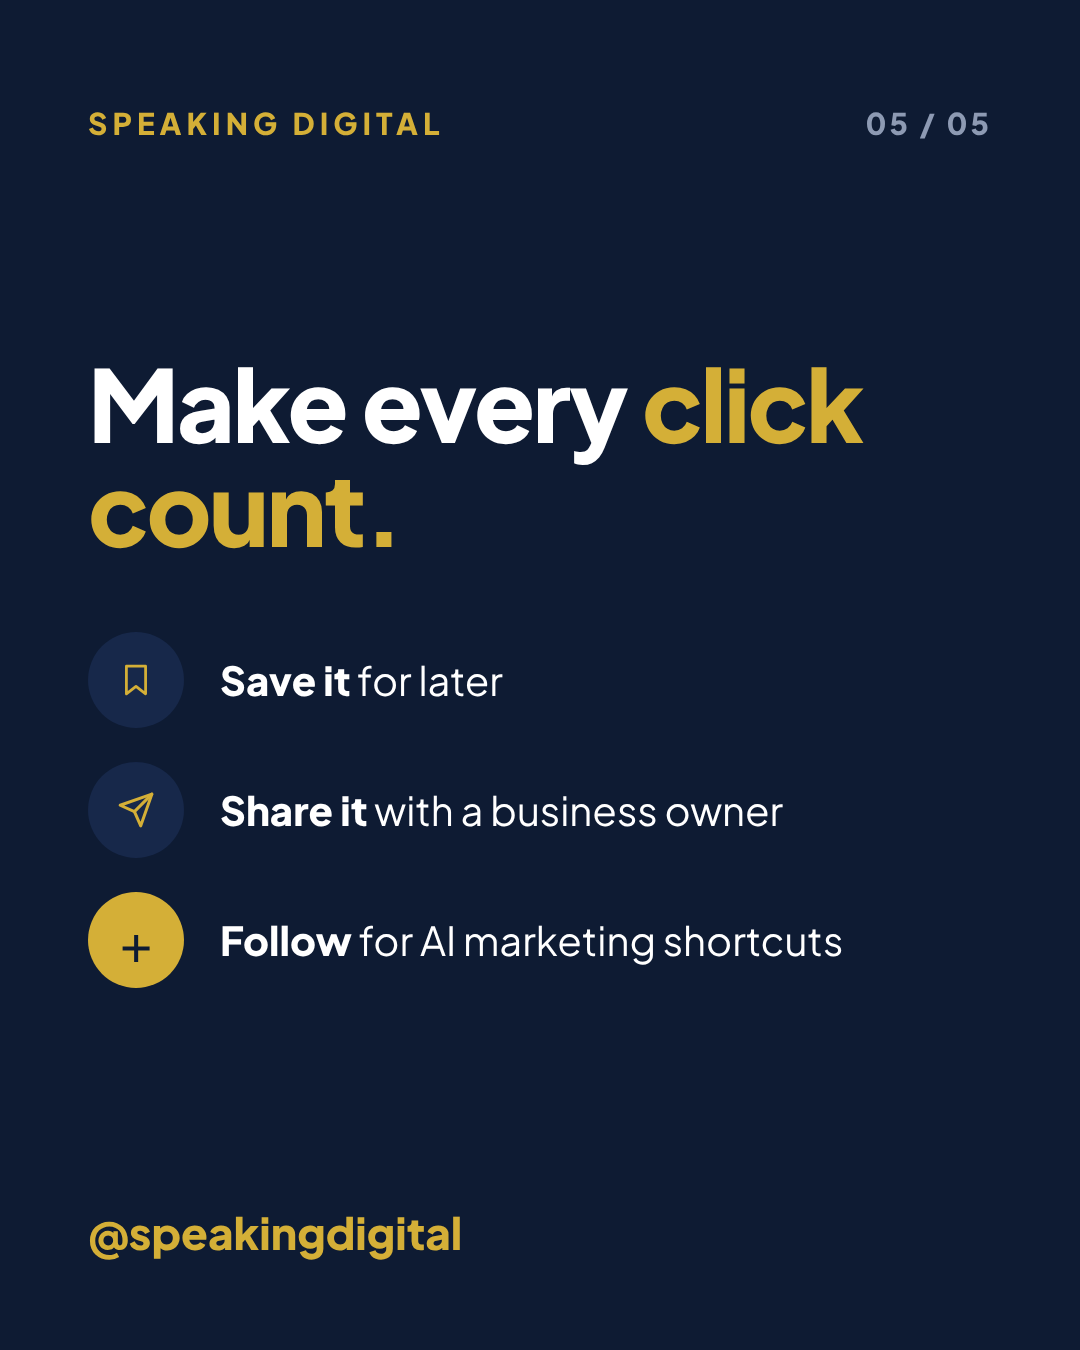 SPEAKING DIGITAL
05 / 05
Make every click
count.
Save it for later
Share it with a business owner
+
Follow for AI marketing shortcuts
@speakingdigital